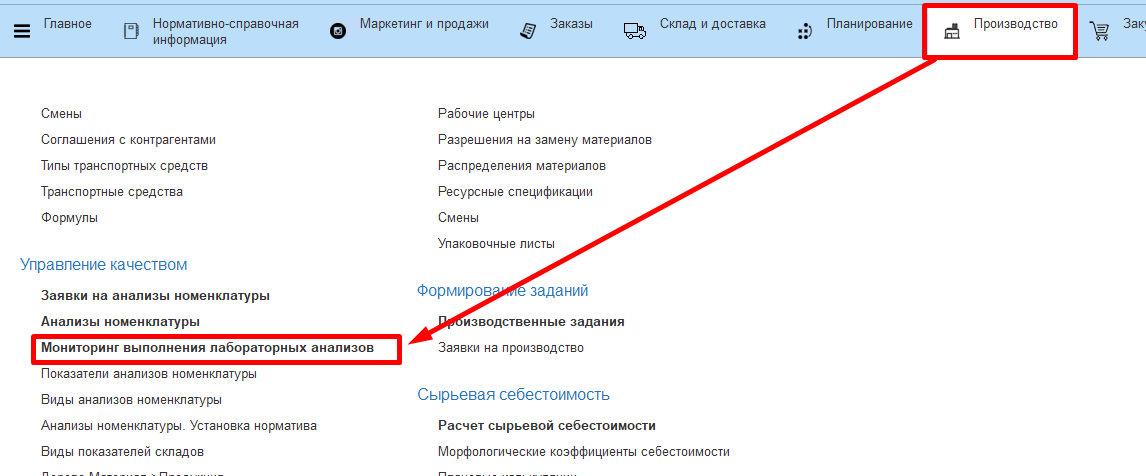 Главное
Нормативно-справочная
информация
Маркетинг и продажи
Заказы
Склад и доставка
Планирование
Производство
Смены
Соглашения с контрагентами
Типы транспортных средств
Транспортные средства
Формулы
Управление качеством
Заявки на анализы номенклатуры
Анализы номенклатуры
Мониторинг выполнения лабораторных анализов
Показатели анализов номенклатуры
Виды анализов номенклатуры
Анализы номенклатуры. Установка норматива
Виды показателей складов
Рабочие центры
Разрешения на замену материалов
Распределения материалов
Ресурсные спецификации
Смены
Упаковочные листы
Формирование заданий
Производственные задания
Заявки на производство
Сырьевая себестоимость
Расчет сырьевой себестоимости
Морфологические коэффициенты себестоимости